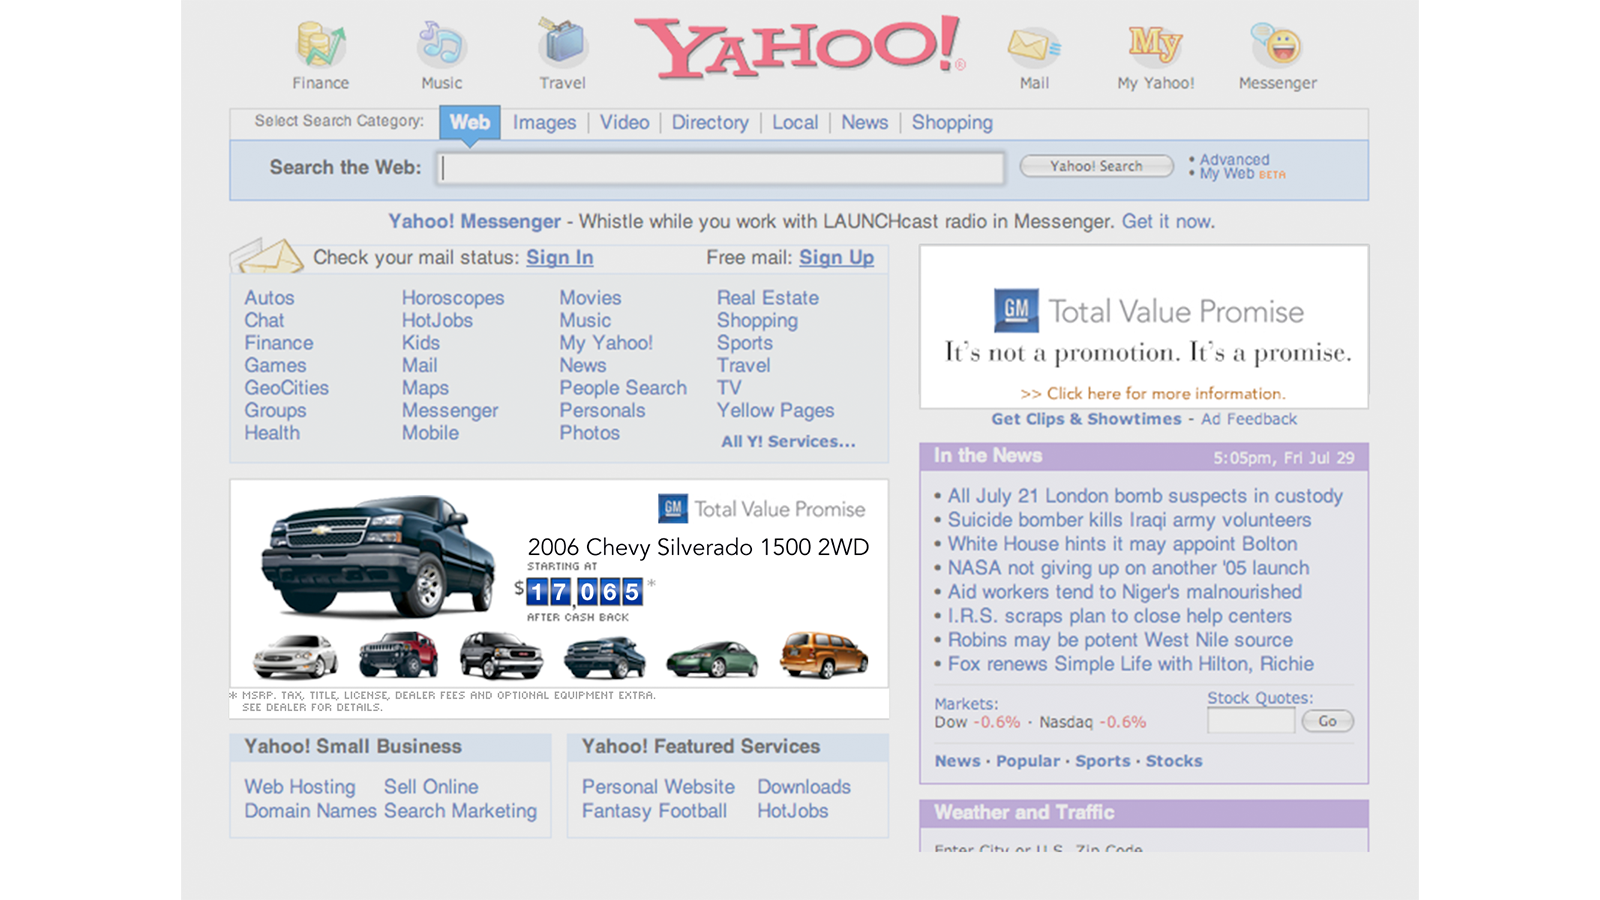 Finance
Music
Travel
YAHOO!®
Mail
My
My Yahoo!
Messenger
Select Search Category: Web Images | Video | Directory | Local | News | Shopping
Search the Web:
Yahoo! Search
• Advanced
• My Web BETA
Yahoo! Messenger - Whistle while you work with LAUNCHcast radio in Messenger. Get it now.
Check your mail status: Sign In Free mail: Sign Up
Autos Horoscopes Movies Real Estate
Chat HotJobs Music Shopping
Finance Kids My Yahoo! Sports
Games Mail News Travel
GeoCities Maps People Search TV
Groups Messenger Personals Yellow Pages
Health Mobile Photos All Y! Services...
GM Total Value Promise
2006 Chevy Silverado 1500 2WD
STARTING AT
$17,065*
AFTER CASH BACK
* MSRP. TAX, TITLE, LICENSE, DEALER FEES AND OPTIONAL EQUIPMENT EXTRA.
SEE DEALER FOR DETAILS.
Yahoo! Small Business
Web Hosting Sell Online
Domain Names Search Marketing
Yahoo! Featured Services
Personal Website Downloads
Fantasy Football HotJobs
GM Total Value Promise
It's not a promotion. It's a promise.
>> Click here for more information.
Get Clips & Showtimes - Ad Feedback
In the News 5:05pm, Fri Jul 29
• All July 21 London bomb suspects in custody
• Suicide bomber kills Iraqi army volunteers
• White House hints it may appoint Bolton
• NASA not giving up on another '05 launch
• Aid workers tend to Niger's malnourished
• I.R.S. scraps plan to close help centers
• Robins may be potent West Nile source
• Fox renews Simple Life with Hilton, Richie
Markets:
Dow -0.6% · Nasdaq -0.6%
Stock Quotes:
Go
News · Popular · Sports · Stocks
Weather and Traffic
Enter City or U.S. Zip Code